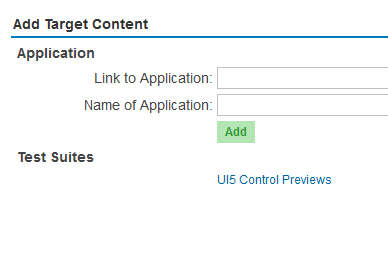 Add Target Content
Application
Link to Application:
Name of Application:
Add
Test Suites
UI5 Control Previews